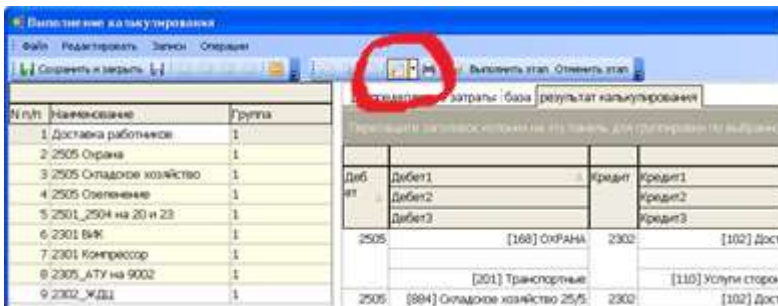 Выполнение калькулирования
Файл Редактировать Записи Операции
Сохранить и закрыть
Выполнить этап Отменить этап
затраты база результат калькулирования
Перетащите заголовок колонки на эту панель для группировки по
N п/п Наименование Группа
1 Доставка работников 1
2 2505 Охрана 1
3 2505 Складское хозяйство 1
4 2505 Озеленение 1
5 2501_2504 на 20 и 23 1
6 2301 ВИК 1
7 2301 Компрессор 1
8 2305_АТУ на 9002 1
9 2302_ЖДЦ 1
Дебет Дебет1 Кредит Кредит1
Дебет2 Кредит2
Дебет3 Кредит3
2505 [168] ОХРАНА 2302 [102] Дос
[201] Транспортные [110] Услуги сторо
2505 [884] Складское хозяйство 25/5 2302 [102] Дос